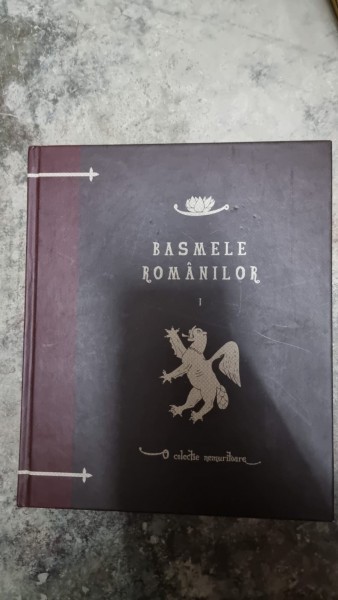 BASMELE
ROMÂNILOR
I
O colecție nemuritoare